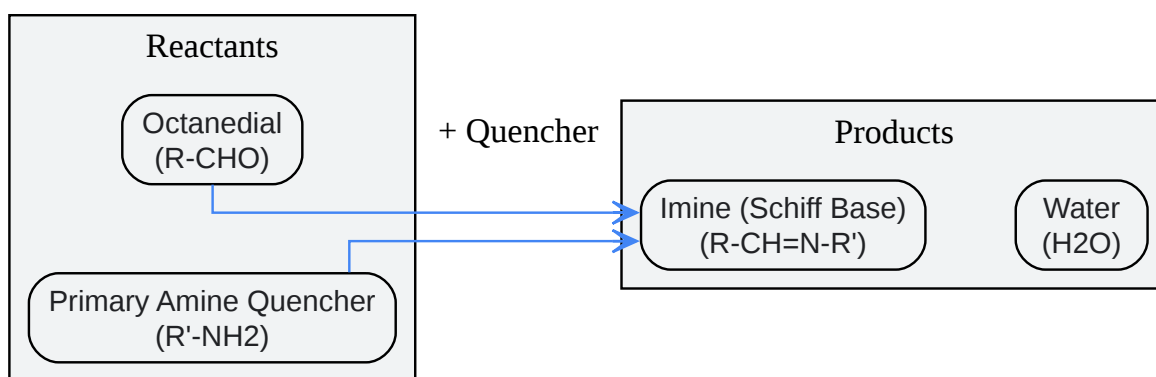 Reactants
Octanedial
(R-CHO)
Primary Amine Quencher
(R'-NH2)
+ Quencher
Products
Imine (Schiff Base)
(R-CH=N-R')
Water
(H2O)